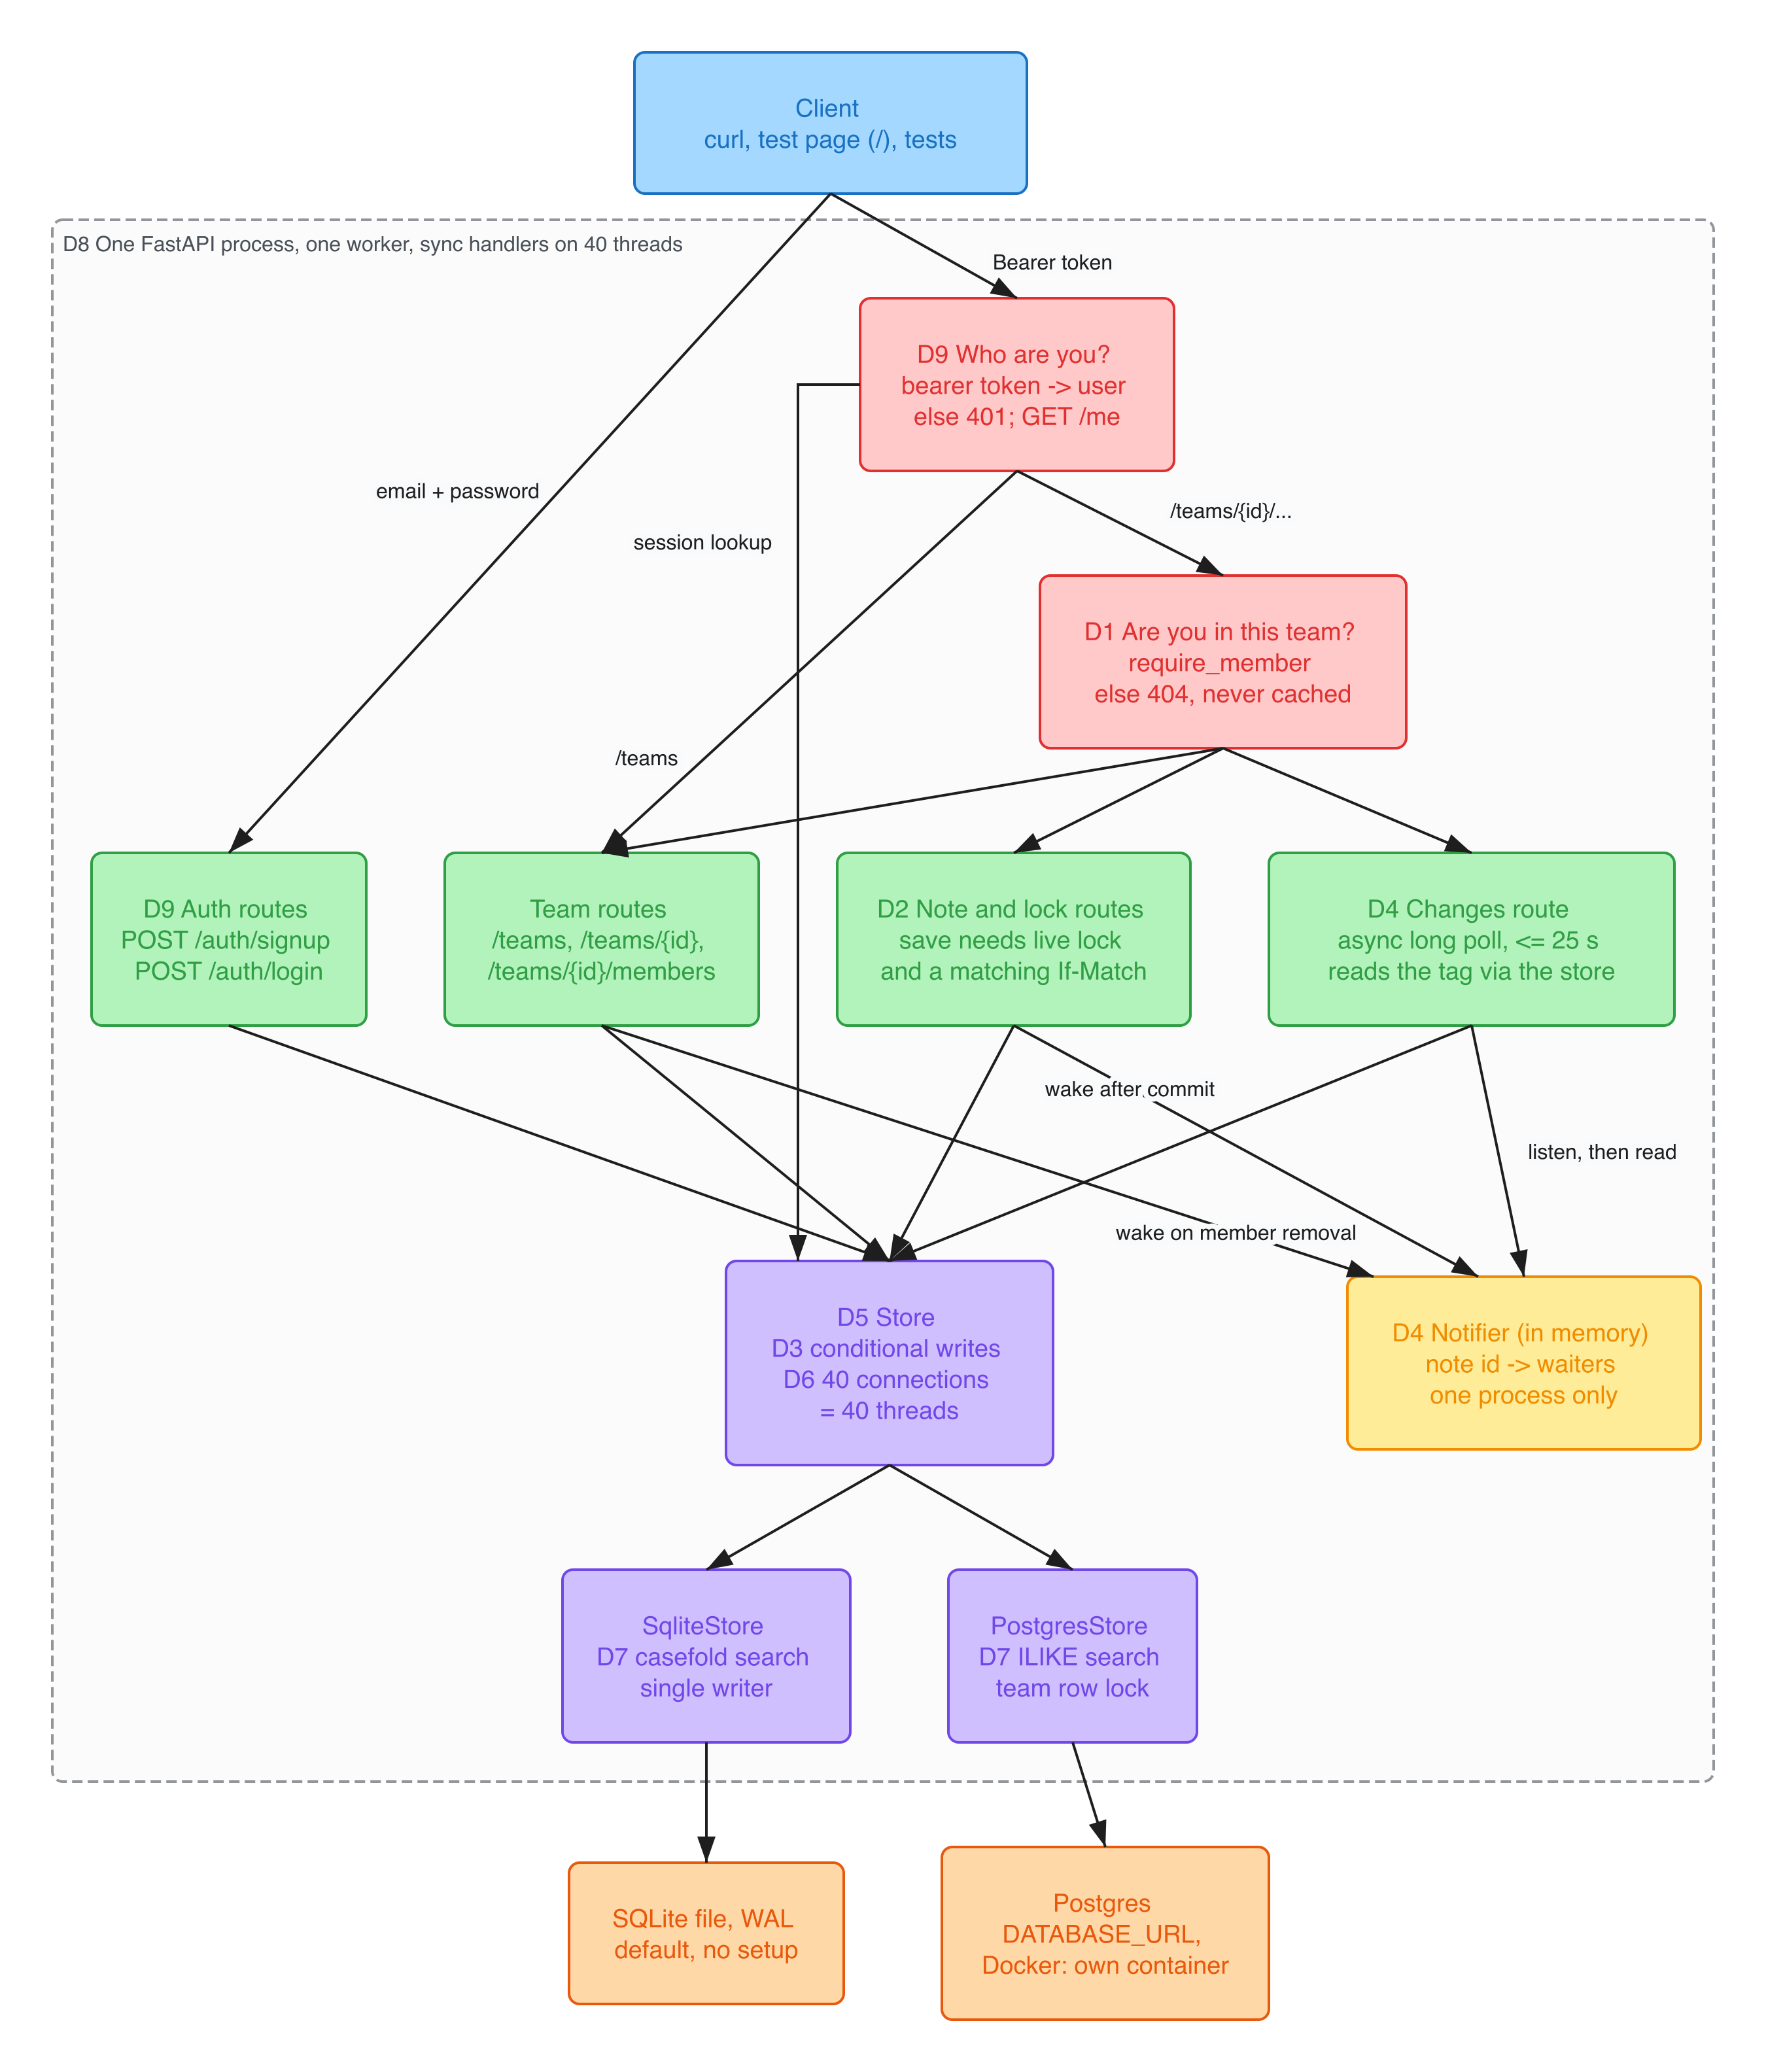 Client
curl, test page (/), tests
D8 One FastAPI process, one worker, sync handlers on 40 threads
Bearer token
D9 Who are you?
bearer token -> user
else 401; GET /me
email + password
session lookup
/teams/{id}/...
D1 Are you in this team?
require_member
else 404, never cached
/teams
D9 Auth routes
POST /auth/signup
POST /auth/login
Team routes
/teams, /teams/{id},
/teams/{id}/members
D2 Note and lock routes
save needs live lock
and a matching If-Match
D4 Changes route
async long poll, <= 25 s
reads the tag via the store
wake after commit
listen, then read
wake on member removal
D5 Store
D3 conditional writes
D6 40 connections
= 40 threads
D4 Notifier (in memory)
note id -> waiters
one process only
SqliteStore
D7 casefold search
single writer
PostgresStore
D7 ILIKE search
team row lock
SQLite file, WAL
default, no setup
Postgres
DATABASE_URL,
Docker: own container